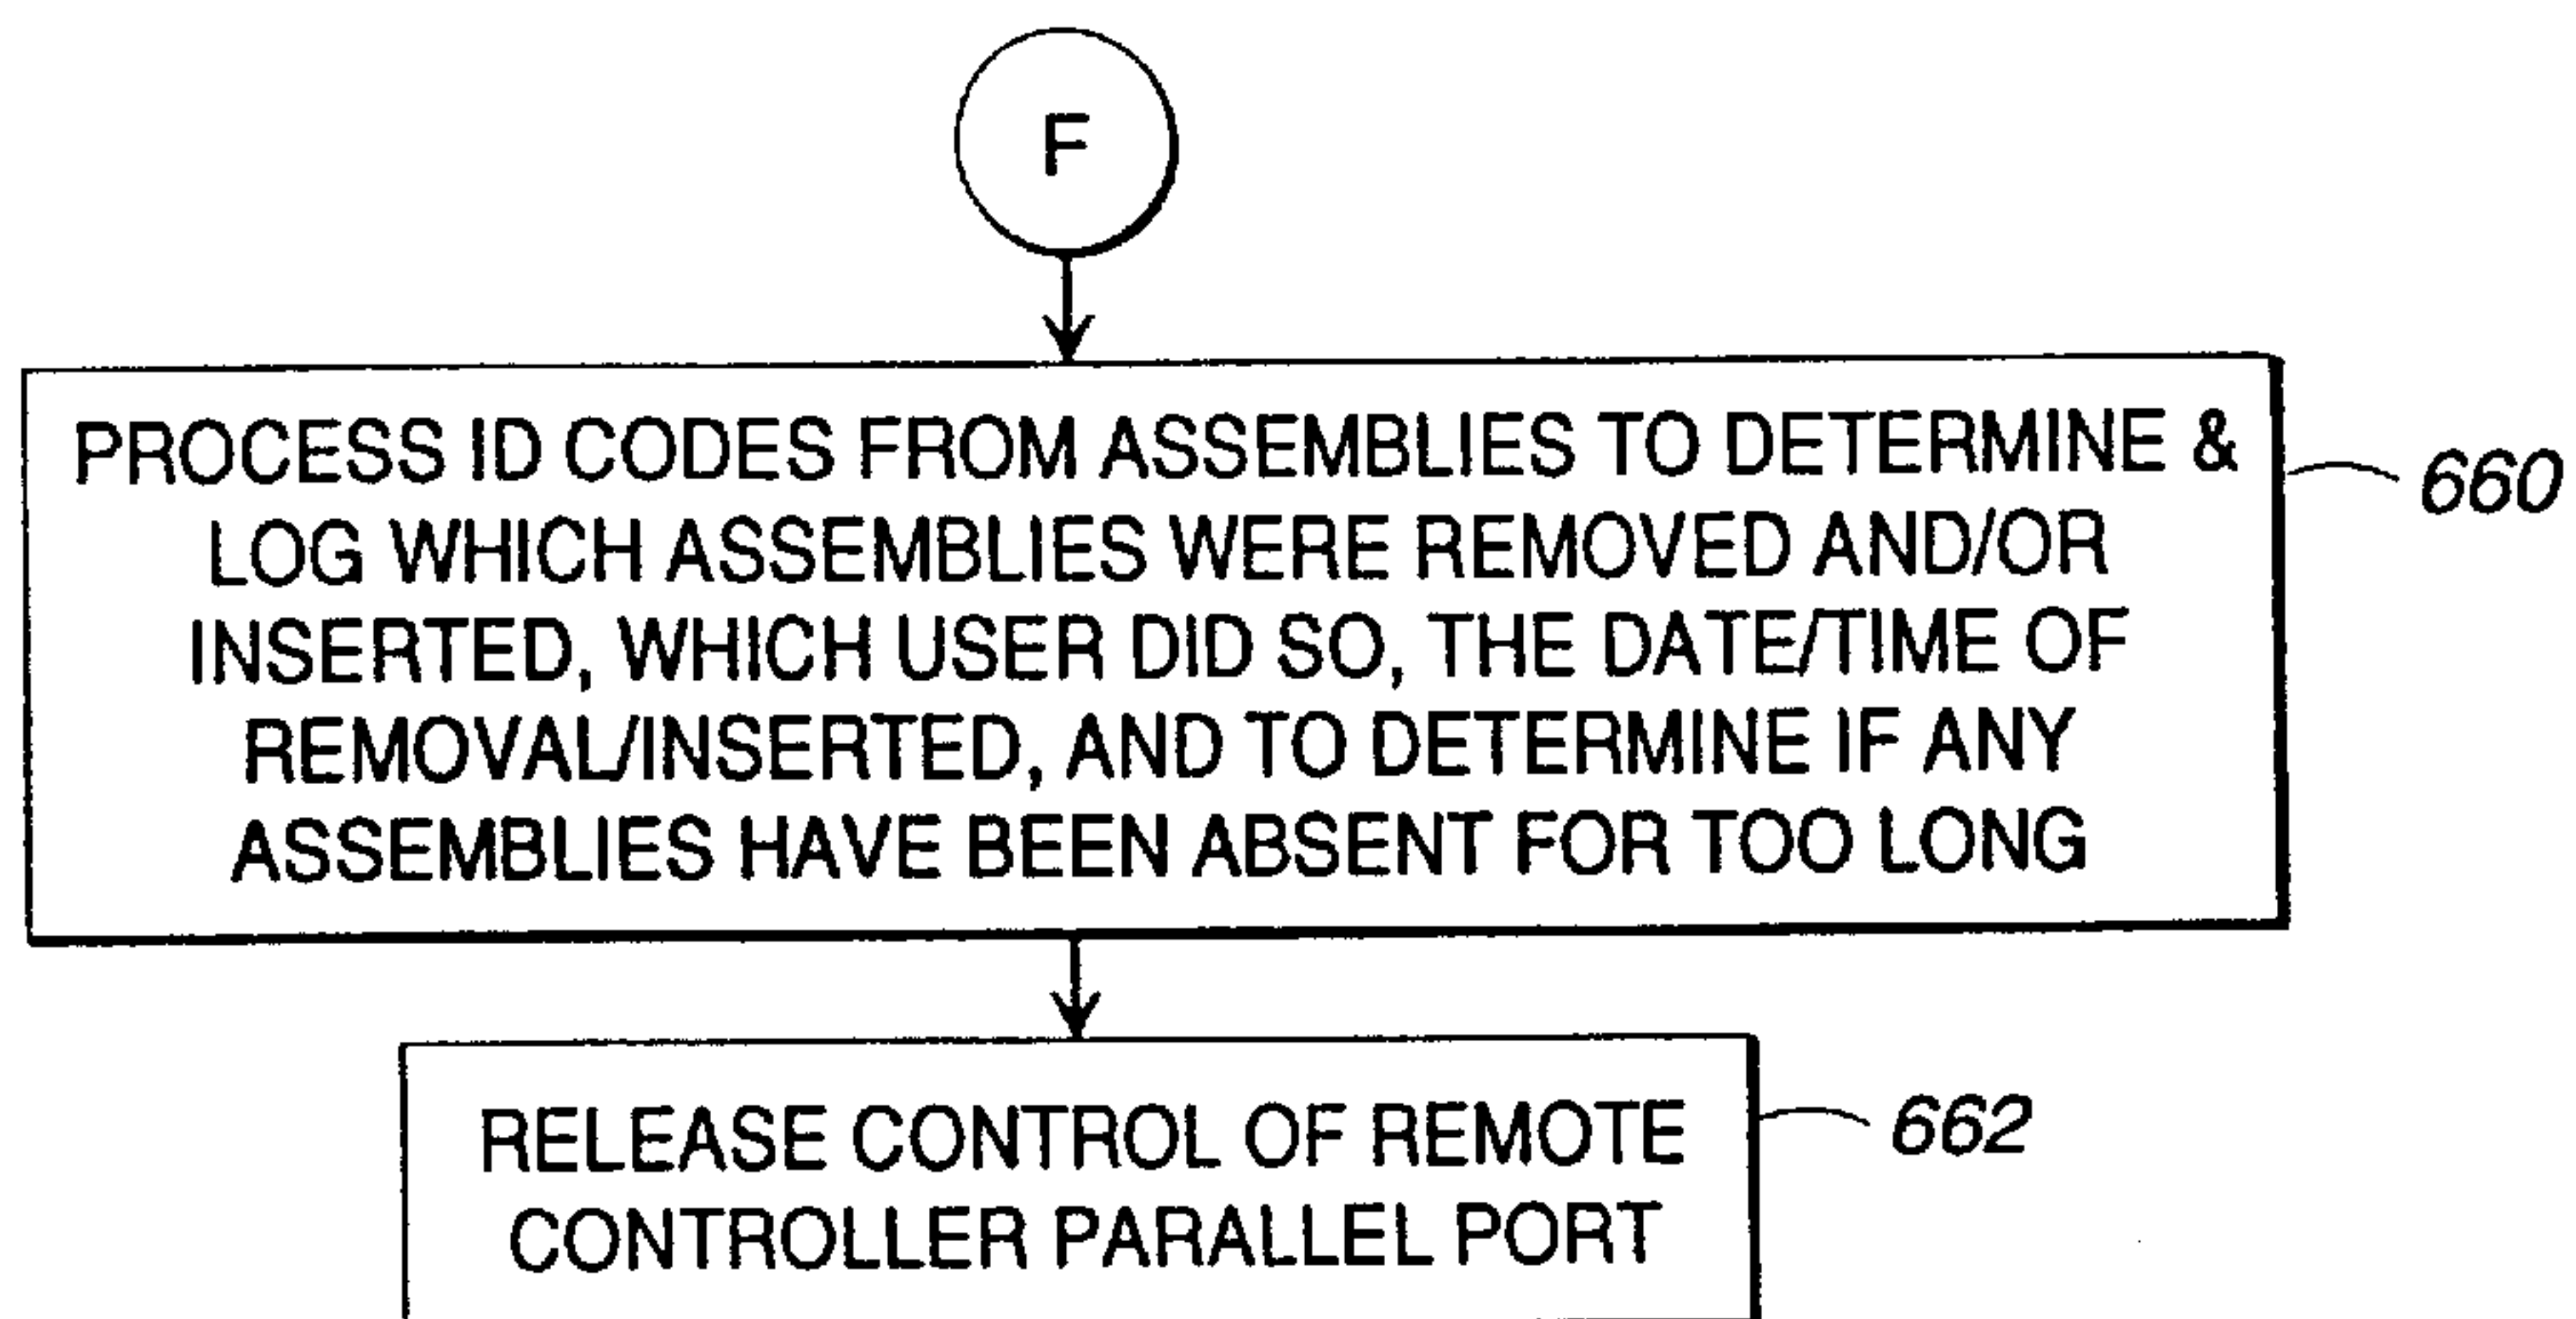 F
PROCESS ID CODES FROM ASSEMBLIES TO DETERMINE &
LOG WHICH ASSEMBLIES WERE REMOVED AND/OR
INSERTED, WHICH USER DID SO, THE DATE/TIME OF
REMOVAL/INSERTED, AND TO DETERMINE IF ANY
ASSEMBLIES HAVE BEEN ABSENT FOR TOO LONG
660
RELEASE CONTROL OF REMOTE
CONTROLLER PARALLEL PORT
662